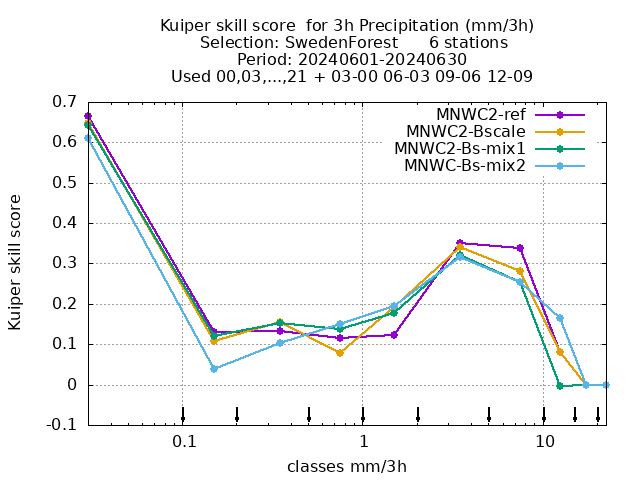 Kuiper skill score  for 3h Precipitation (mm/3h)
Selection: SwedenForest      6 stations
Period: 20240601-20240630
Used 00,03,...,21 + 03-00 06-03 09-06 12-09
MNWC2-ref
MNWC2-Bscale
MNWC2-Bs-mix1
MNWC-Bs-mix2
Kuiper skill score
0.7
0.6
0.5
0.4
0.3
0.2
0.1
0
-0.1
0.1 1 10
classes mm/3h